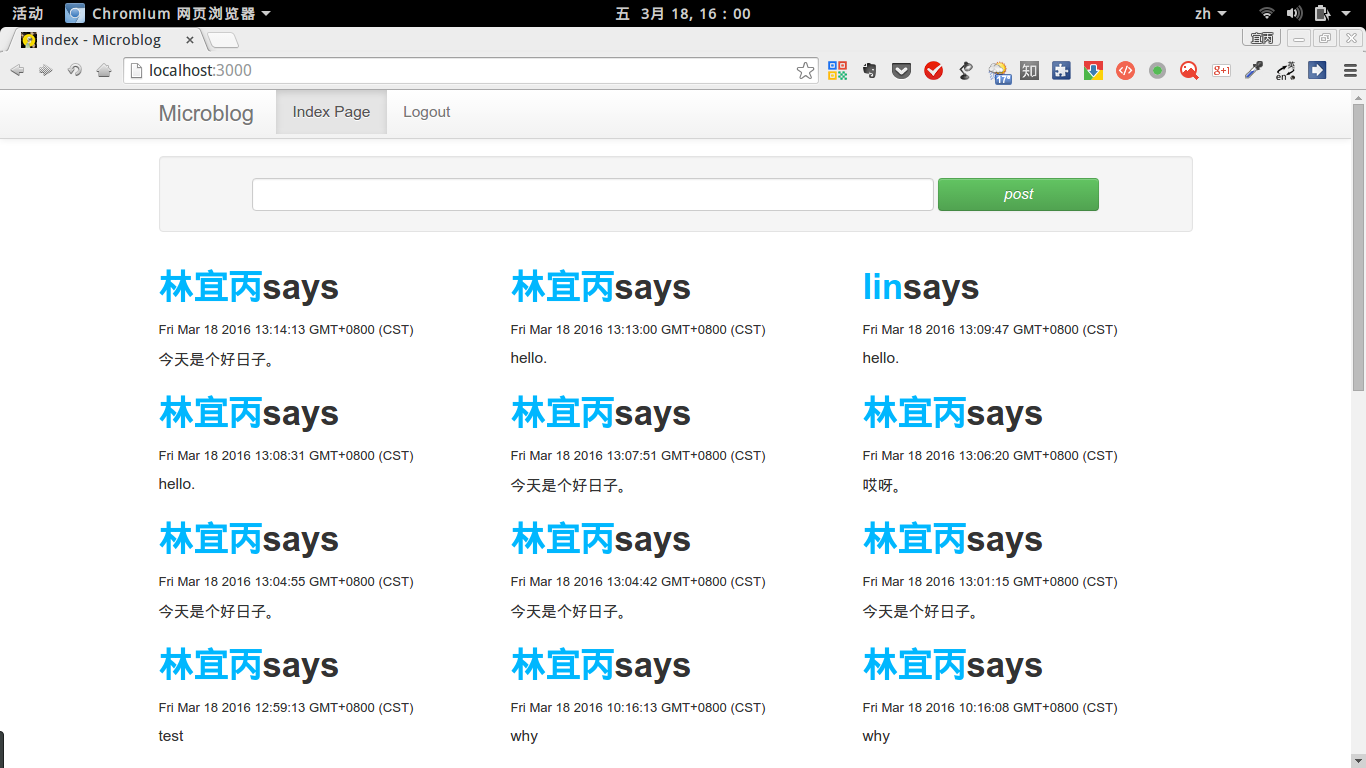 活动 Chromium 网页浏览器 五 3月 18, 16：00 zh
index - Microblog 宜丙
localhost:3000 知 17° g+1 英 en
Microblog Index Page Logout
post
林宜丙says 林宜丙says linsays
Fri Mar 18 2016 13:14:13 GMT+0800 (CST) Fri Mar 18 2016 13:13:00 GMT+0800 (CST) Fri Mar 18 2016 13:09:47 GMT+0800 (CST)
今天是个好日子。 hello. hello.
林宜丙says 林宜丙says 林宜丙says
Fri Mar 18 2016 13:08:31 GMT+0800 (CST) Fri Mar 18 2016 13:07:51 GMT+0800 (CST) Fri Mar 18 2016 13:06:20 GMT+0800 (CST)
hello. 今天是个好日子。 哎呀。
林宜丙says 林宜丙says 林宜丙says
Fri Mar 18 2016 13:04:55 GMT+0800 (CST) Fri Mar 18 2016 13:04:42 GMT+0800 (CST) Fri Mar 18 2016 13:01:15 GMT+0800 (CST)
今天是个好日子。 今天是个好日子。 今天是个好日子。
林宜丙says 林宜丙says 林宜丙says
Fri Mar 18 2016 12:59:13 GMT+0800 (CST) Fri Mar 18 2016 10:16:13 GMT+0800 (CST) Fri Mar 18 2016 10:16:08 GMT+0800 (CST)
test why why